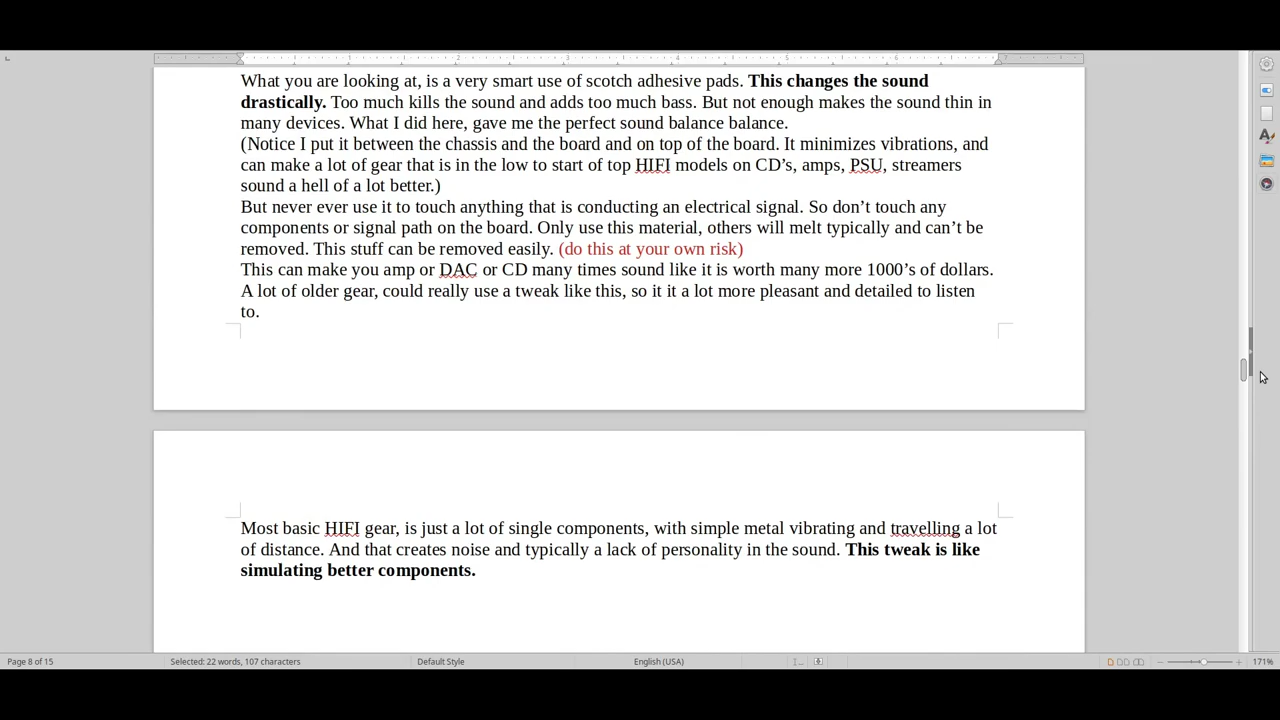 What you are looking at, is a very smart use of scotch adhesive pads. This changes the sound
drastically. Too much kills the sound and adds too much bass. But not enough makes the sound thin in
many devices. What I did here, gave me the perfect sound balance balance.
(Notice I put it between the chassis and the board and on top of the board. It minimizes vibrations, and
can make a lot of gear that is in the low to start of top HIFI models on CD’s, amps, PSU, streamers
sound a hell of a lot better.)
But never ever use it to touch anything that is conducting an electrical signal. So don’t touch any
components or signal path on the board. Only use this material, others will melt typically and can’t be
removed. This stuff can be removed easily. (do this at your own risk)
This can make you amp or DAC or CD many times sound like it is worth many more 1000’s of dollars.
A lot of older gear, could really use a tweak like this, so it it a lot more pleasant and detailed to listen
to.
Most basic HIFI gear, is just a lot of single components, with simple metal vibrating and travelling a lot
of distance. And that creates noise and typically a lack of personality in the sound. This tweak is like
simulating better components.
Page 8 of 15 Selected: 22 words, 107 characters Default Style English (USA) 171%